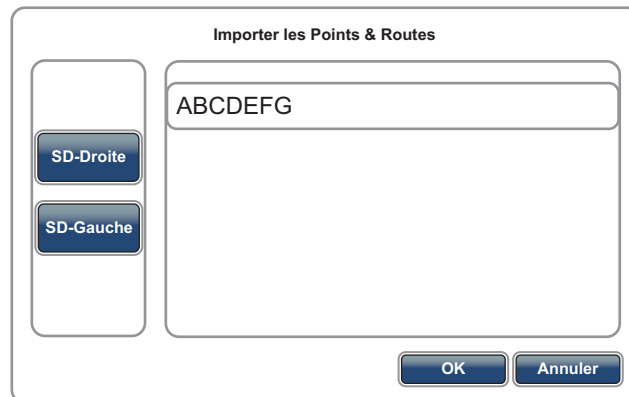 Importer les Points & Routes
ABCDEFG
SD-Droite
SD-Gauche
OK
Annuler